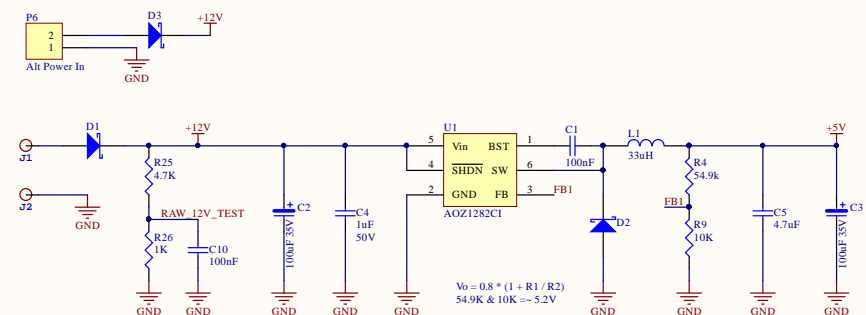 P6
D3
+12V
2
1
Alt Power In
GND
D1
+12V
J1
J2
GND
R25
4.7K
RAW_12V_TEST
R26
1K
C10
100nF
C2
100uF 35V
C4
1uF
50V
U1
5 Vin BST 1
4 SHDN SW 6
2 GND FB 3
AOZ1282CI
FB1
C1
100nF
L1
33uH
D2
+5V
R4
54.9k
FB1
R9
10K
C5
4.7uF
C3
100uF 35V
Vo = 0.8 * (1 + R1 / R2)
54.9K & 10K =~ 5.2V
GND
GND
GND
GND
GND
GND
GND
GND
GND